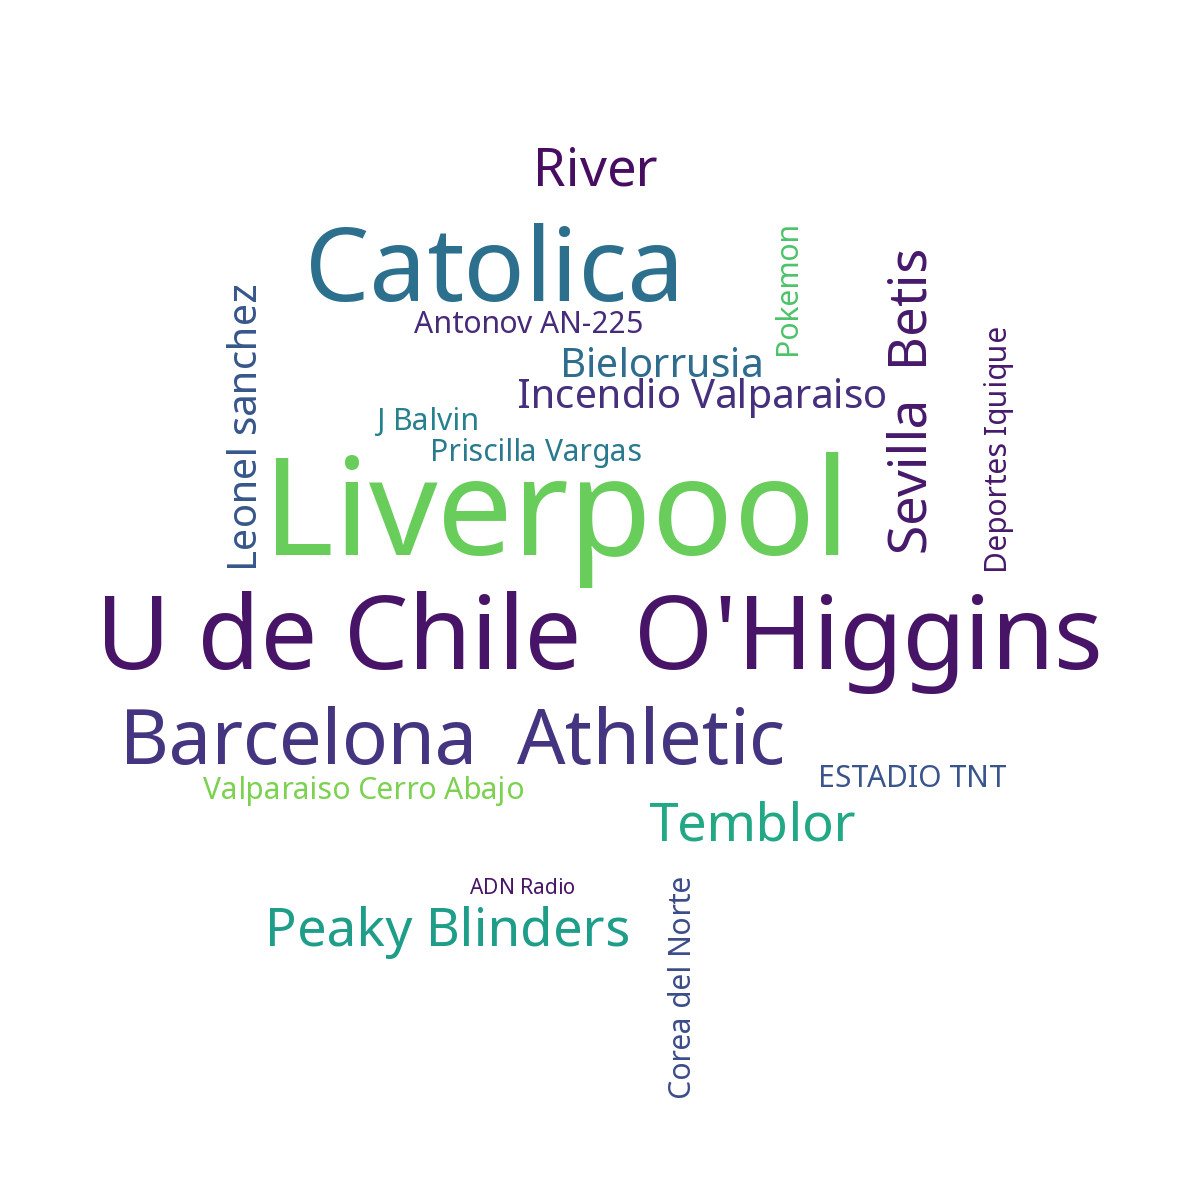 River
Catolica
Pokemon
Sevilla  Betis
Leonel sanchez
Antonov AN-225
Deportes Iquique
Bielorrusia
Incendio Valparaiso
J Balvin
Priscilla Vargas
Liverpool
U de Chile  O'Higgins
Barcelona  Athletic
ESTADIO TNT
Valparaiso Cerro Abajo
Temblor
ADN Radio
Peaky Blinders
Corea del Norte